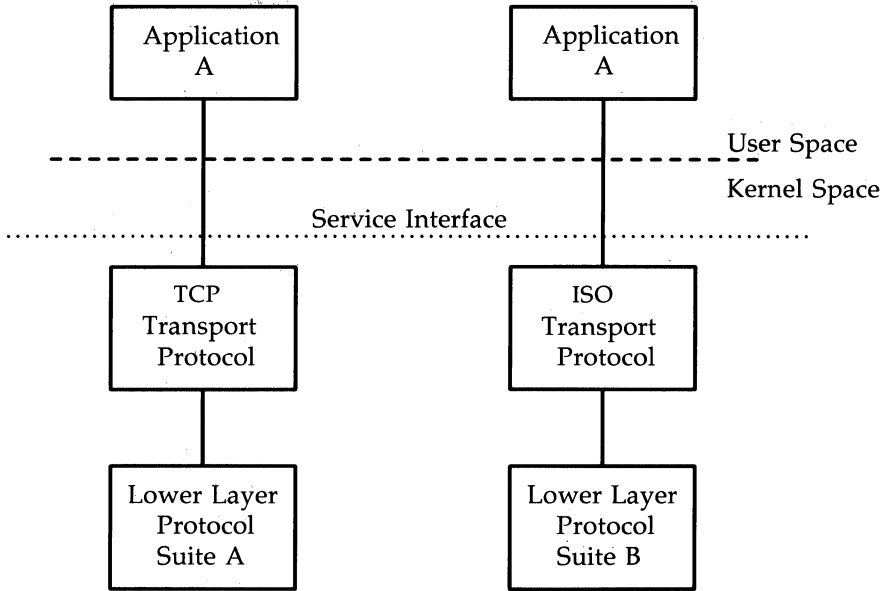 Application
A
Application
A
User Space
Kernel Space
Service Interface
TCP
Transport
Protocol
ISO
Transport
Protocol
Lower Layer
Protocol
Suite A
Lower Layer
Protocol
Suite B